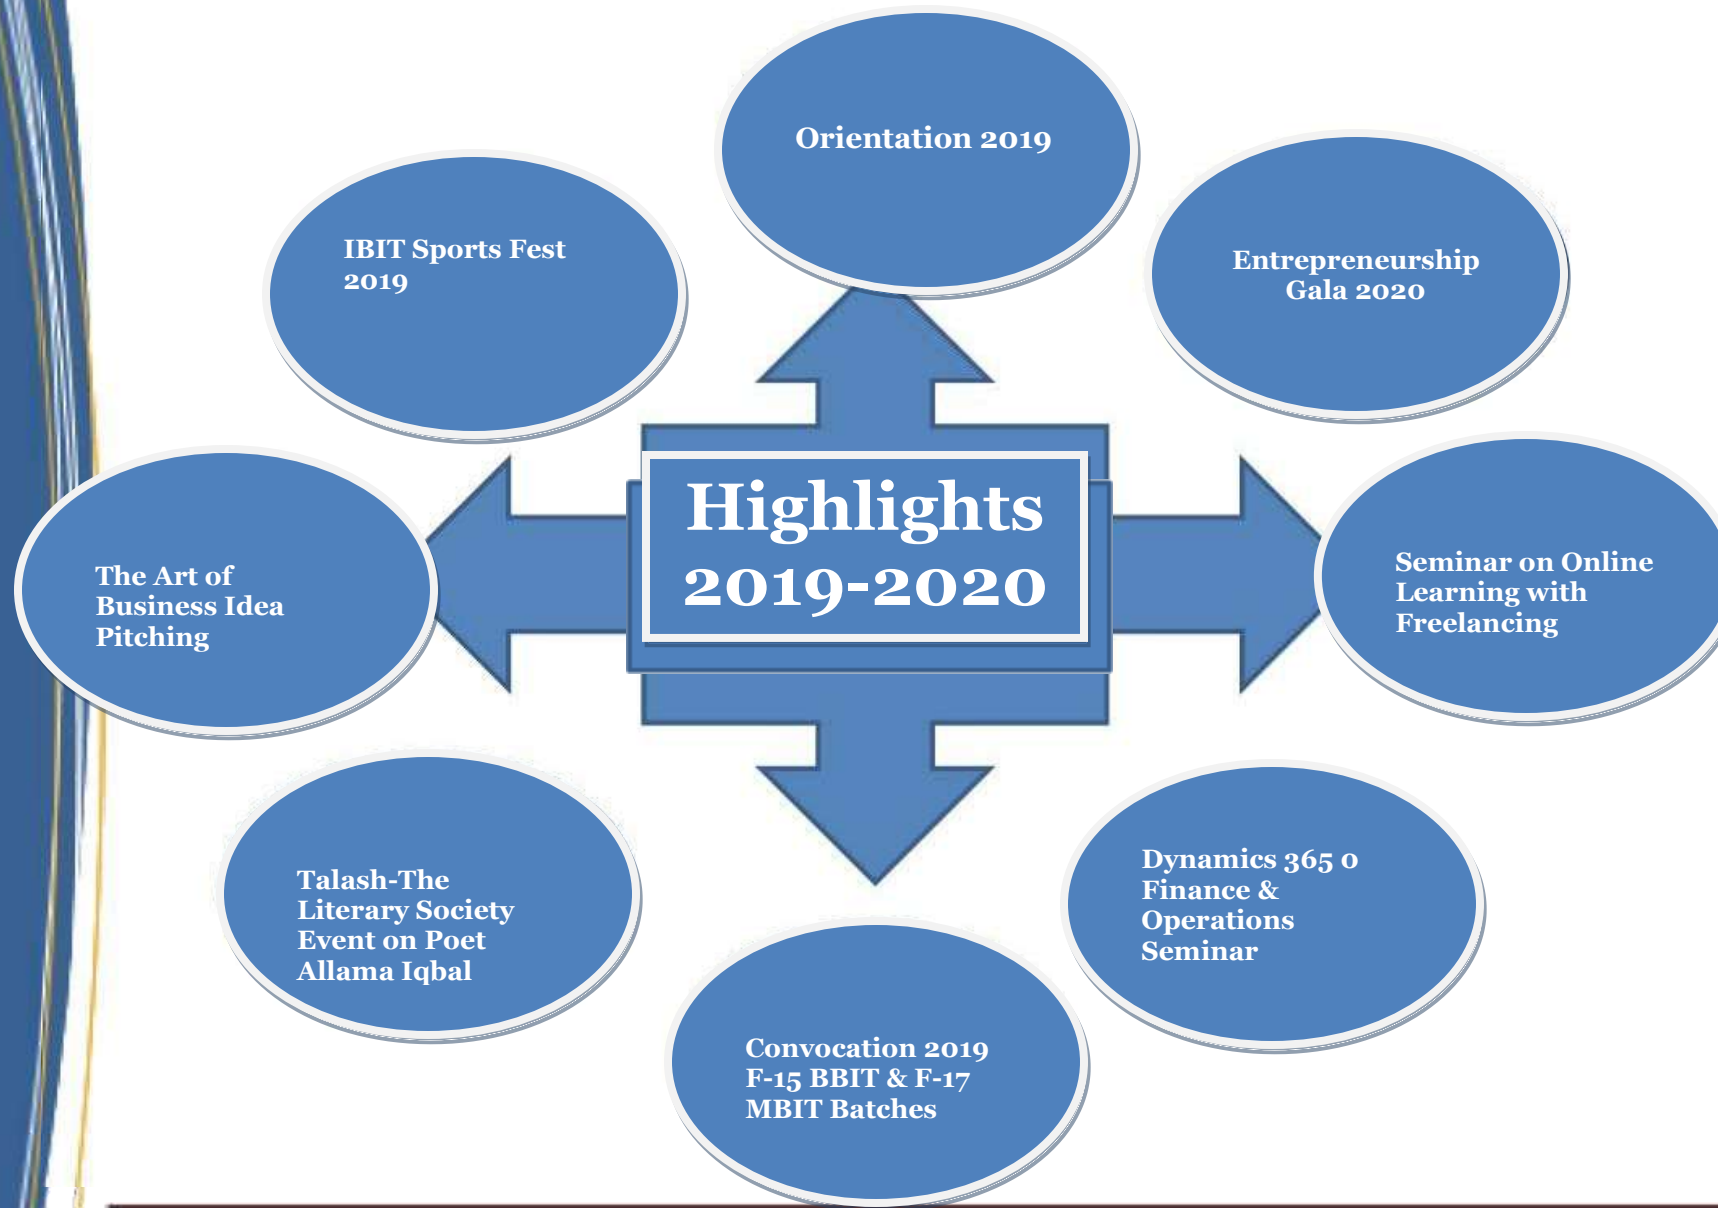 Orientation 2019
IBIT Sports Fest
2019
Entrepreneurship
Gala 2020
Highlights
2019-2020
The Art of
Business Idea
Pitching
Seminar on Online
Learning with
Freelancing
Talash-The
Literary Society
Event on Poet
Allama Iqbal
Dynamics 365 0
Finance &
Operations
Seminar
Convocation 2019
F-15 BBIT & F-17
MBIT Batches